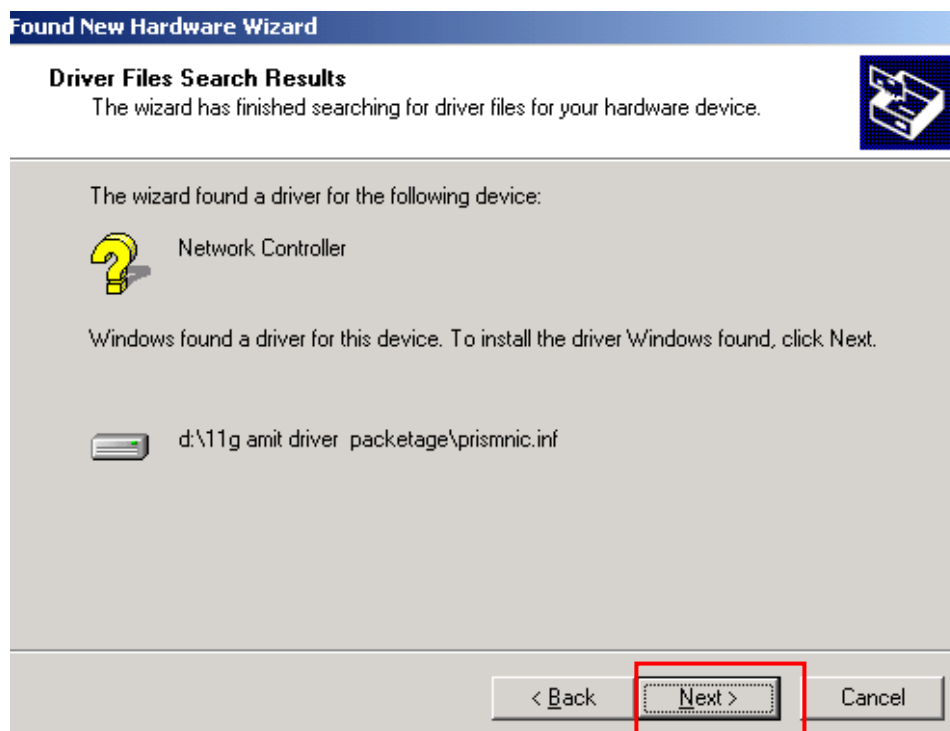 Found New Hardware Wizard
Driver Files Search Results
The wizard has finished searching for driver files for your hardware device.
The wizard found a driver for the following device:
Network Controller
Windows found a driver for this device. To install the driver Windows found, click Next.
d:\11g amit driver  packetage\prismnic.inf
< Back
Next >
Cancel